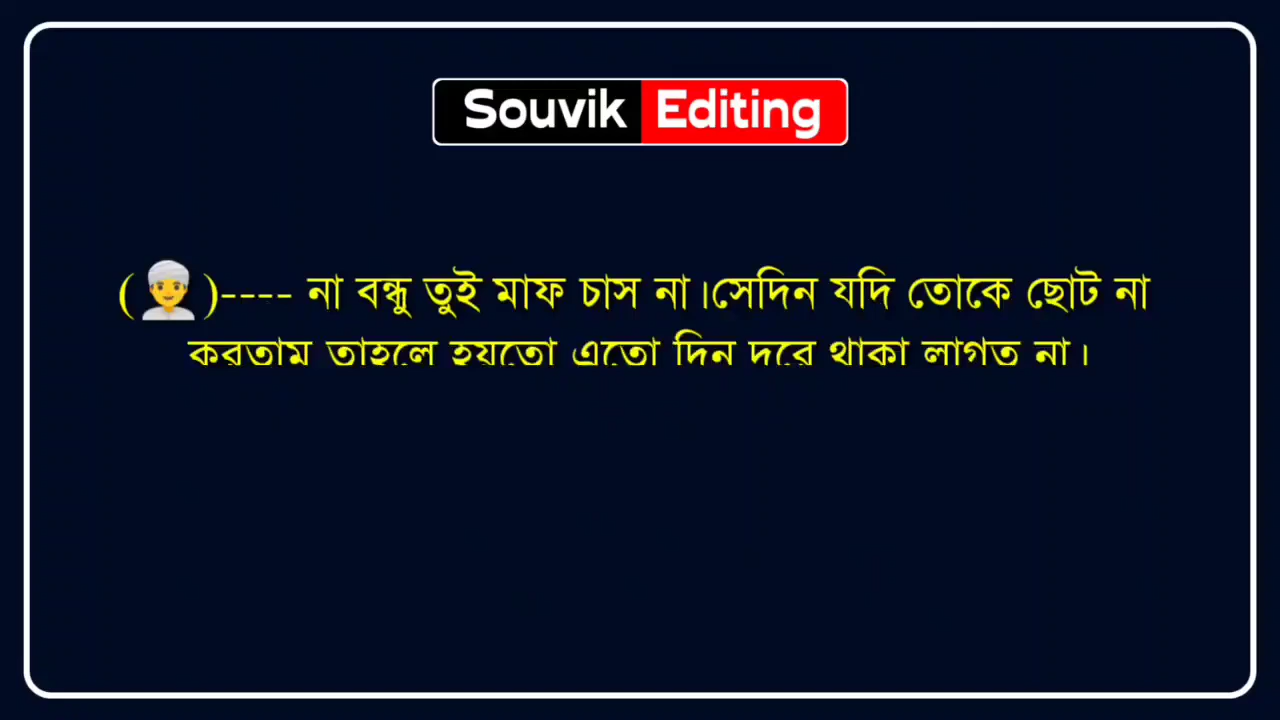 Souvik Editing
(👳)---- না বন্ধু তুই মাফ চাস না।সেদিন যদি তোকে ছোট না
করতাম তাহলে হয়তো এতো দিন দূরে থাকা লাগত না।